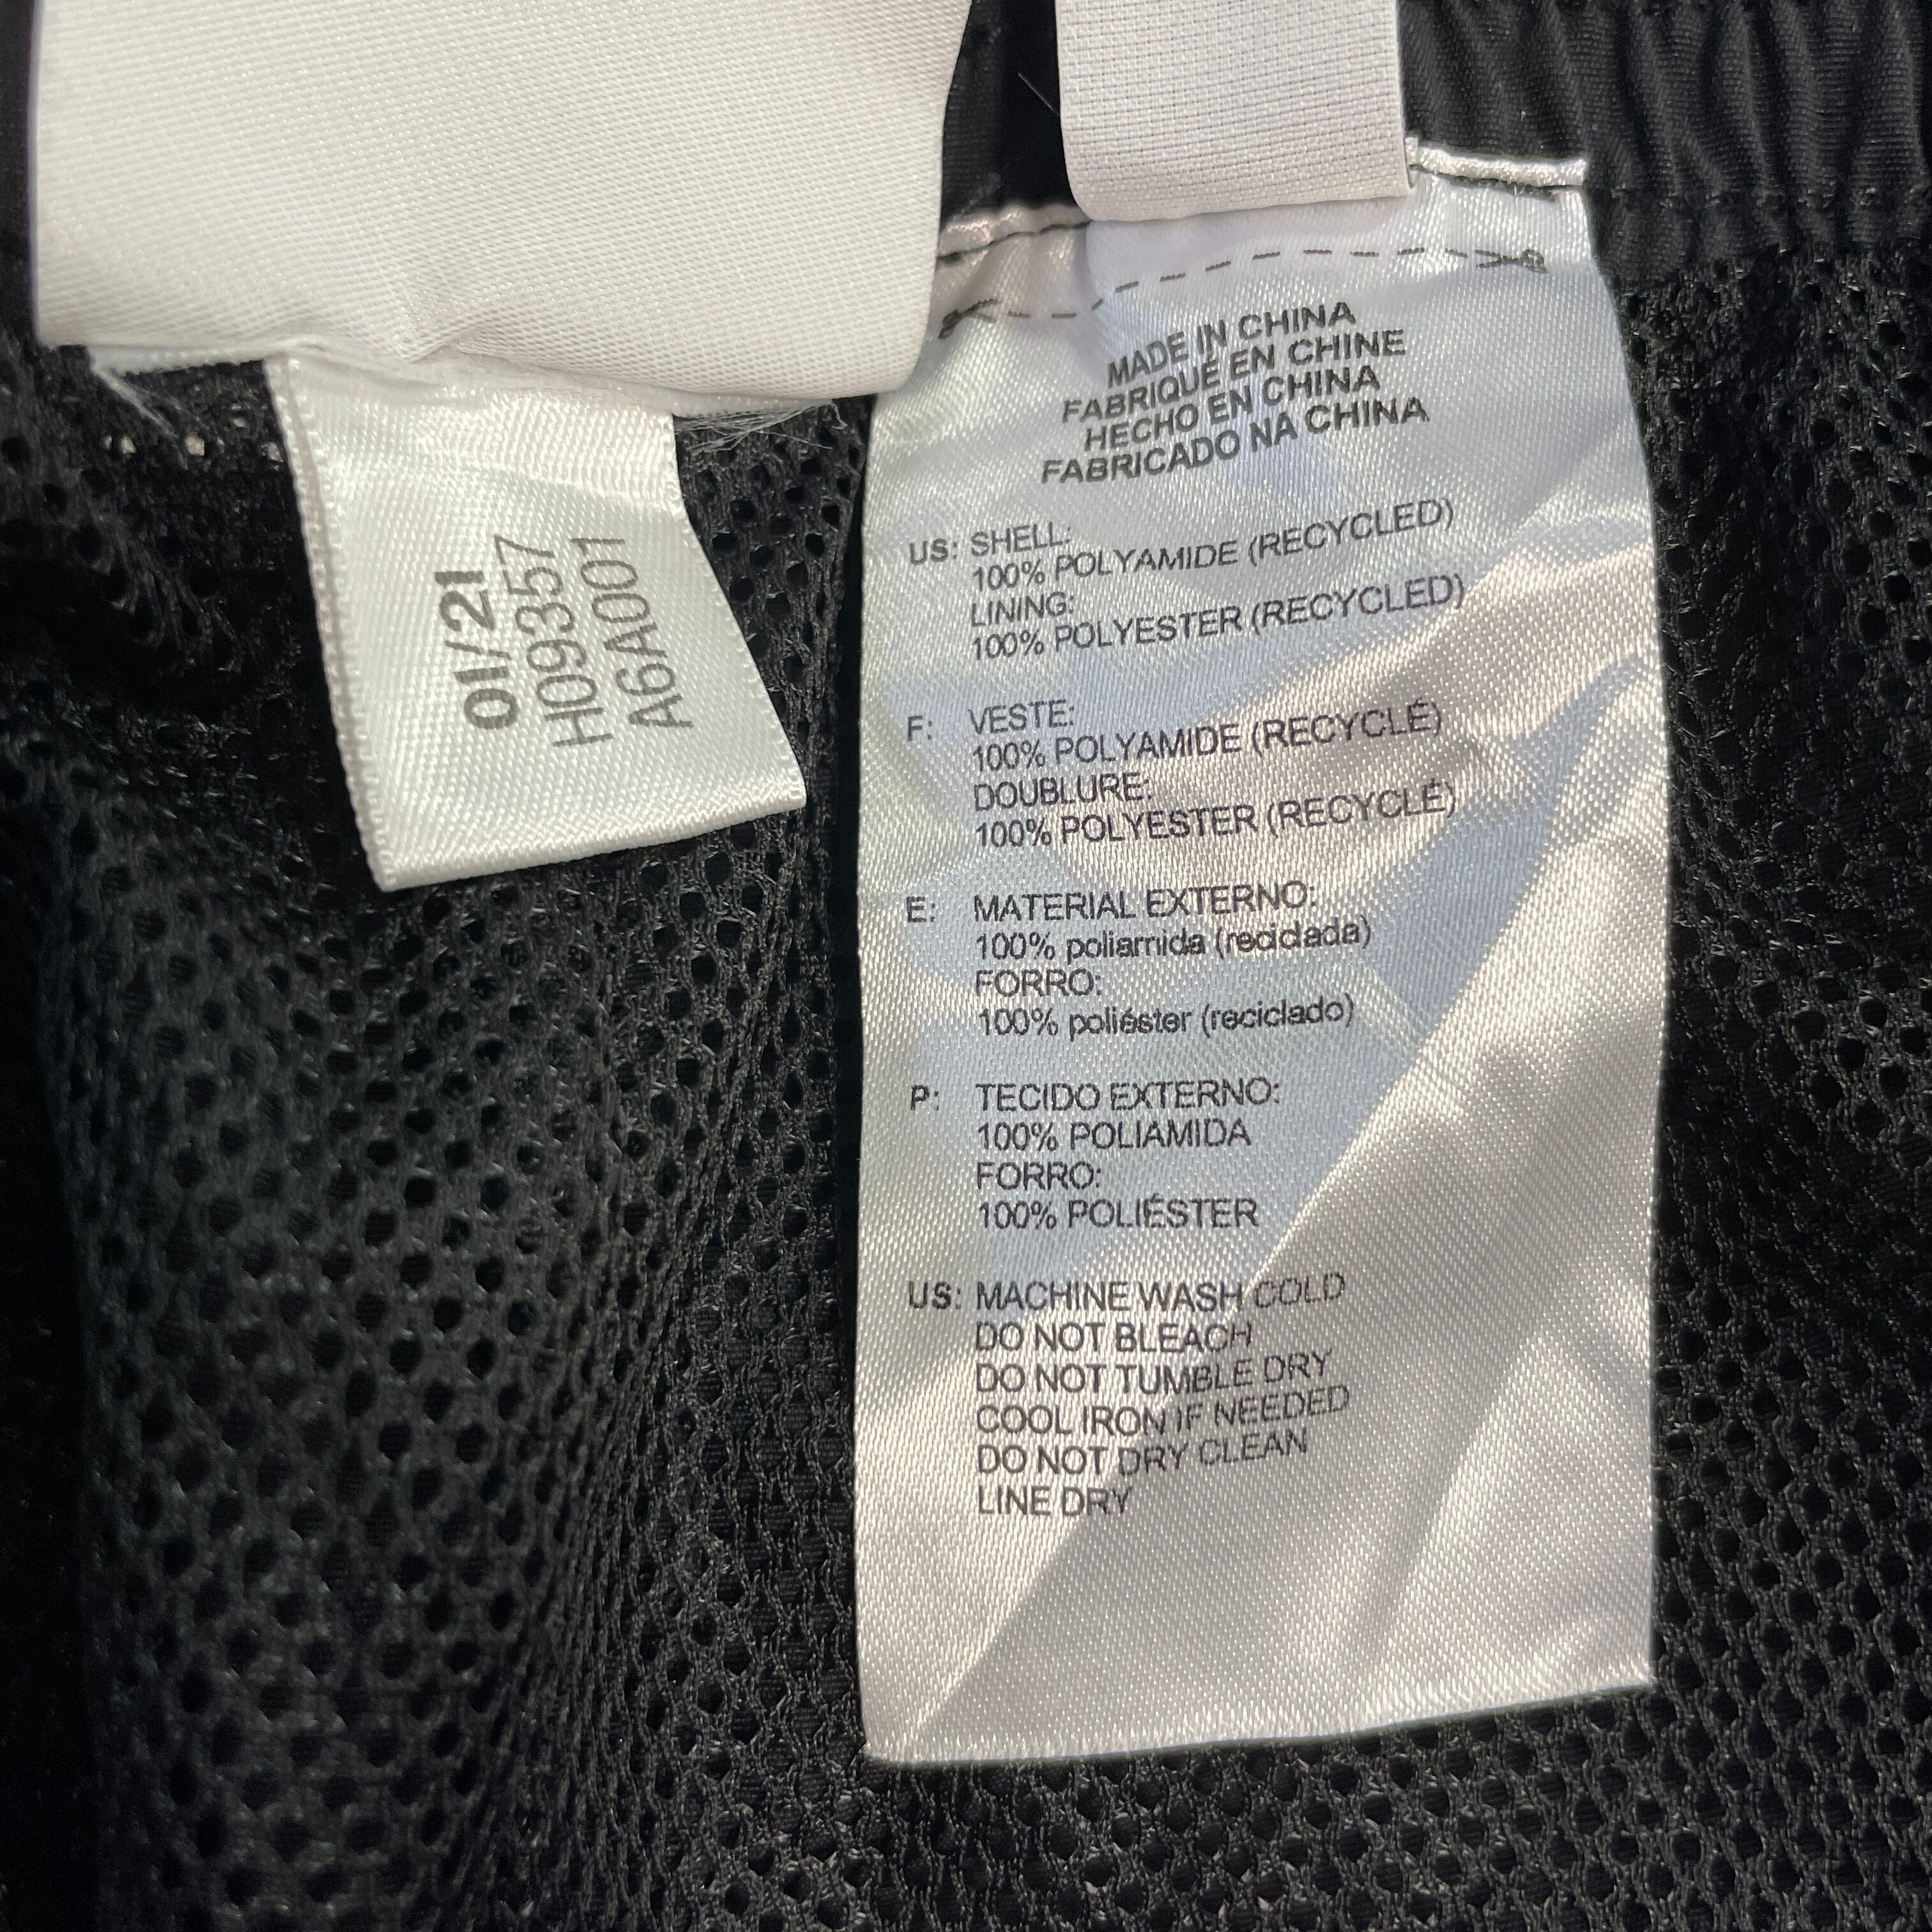 01/21
H09357
A6A001
MADE IN CHINA
FABRIQUÉ EN CHINE
HECHO EN CHINA
FABRICADO NA CHINA
US: SHELL:
100% POLYAMIDE (RECYCLED)
LINING:
100% POLYESTER (RECYCLED)
F: VESTE:
100% POLYAMIDE (RECYCLÉ)
DOUBLURE:
100% POLYESTER (RECYCLÉ)
E: MATERIAL EXTERNO:
100% poliamida (reciclada)
FORRO:
100% poliéster (reciclado)
P: TECIDO EXTERNO:
100% POLIAMIDA
FORRO:
100% POLIÉSTER
US: MACHINE WASH COLD
DO NOT BLEACH
DO NOT TUMBLE DRY
COOL IRON IF NEEDED
DO NOT DRY CLEAN
LINE DRY